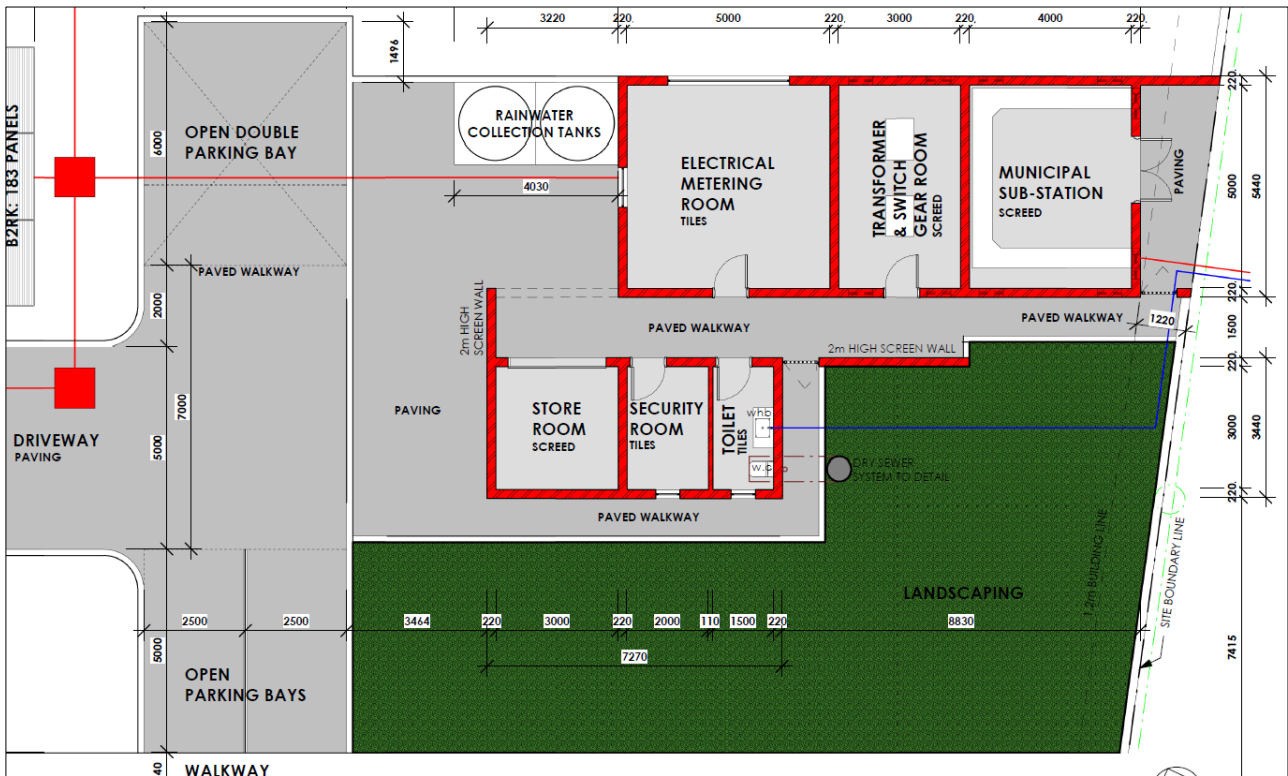 3220
220.
5000
220.
3000
220.
4000
220.
1496
B2RK: 183 PANELS
OPEN DOUBLE
PARKING BAY
6000
RAINWATER
COLLECTION TANKS
4030
ELECTRICAL
METERING
ROOM
TILES
TRANSFORMER
& SWITCH
GEAR ROOM
SCREED
MUNICIPAL
SUB-STATION
SCREED
PAVING
220.
5000
5440
220.
PAVED WALKWAY
2000
2m HIGH
SCREEN WALL
PAVED WALKWAY
PAVED WALKWAY
1220
1500
2m HIGH SCREEN WALL
220.
7000
5000
DRIVEWAY
PAVING
PAVING
STORE
ROOM
SCREED
SECURITY
ROOM
TILES
TOILET
TILES
whb
w.c
DRY SEWER
SYSTEM TO DETAIL
3000
3440
220.
PAVED WALKWAY
LANDSCAPING
1.2m BUILDING LINE
SITE BOUNDARY LINE
2500
2500
3464
220
3000
220
2000
110
1500
220
8830
7270
7415
5000
OPEN
PARKING BAYS
40
WALKWAY